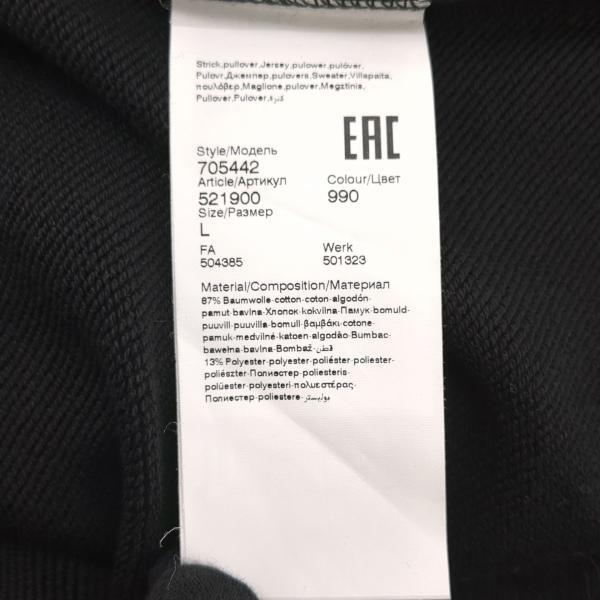 Strick,pullover,Jersey,pulower,pulóver,
Pulovr,Джемпер,pulovers,Sweater,Villapaita,
πουλόβερ,Maglione,pulover,Megztinis,
Pullover,Pulover,كنزة
EAC
Style/Модель
705442
Article/Артикул Colour/Цвет
521900 990
Size/Размер
L
FA Werk
504385 501323
Material/Composition/Материал
87% Baumwolle·cotton·coton·algodón·
pamut·bavlna·Хлопок·kokvilna·Памук·bomuld·
puuvill·puuvilla·bomull·βαμβάκι·cotone·
pamuk·medvilnė·katoen·algodão·Bumbac·
bawełna·bavlna·Bombaž·قطن
13% Polyester·polyester·poliéster·poliester·
poliészter·Полиэстер·poliesteris·
polüester·polyesteri·πολυεστέρας·
Полиестер·poliestere·بوليستر